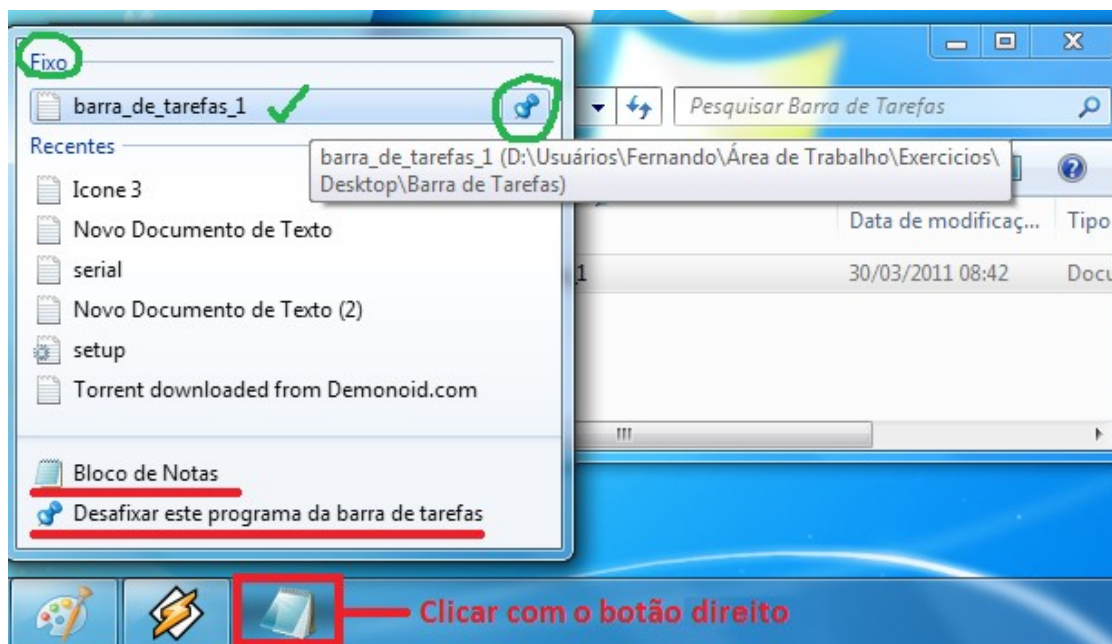 Fixo
barra_de_tarefas_1
Pesquisar Barra de Tarefas
Recentes
barra_de_tarefas_1 (D:\Usuários\Fernando\Área de Trabalho\Exercicios\
Desktop\Barra de Tarefas)
Icone 3
Novo Documento de Texto
Data de modificaç...
Tipo
serial
_1
30/03/2011 08:42
Docu
Novo Documento de Texto (2)
setup
Torrent downloaded from Demonoid.com
Bloco de Notas
Desafixar este programa da barra de tarefas
Clicar com o botão direito